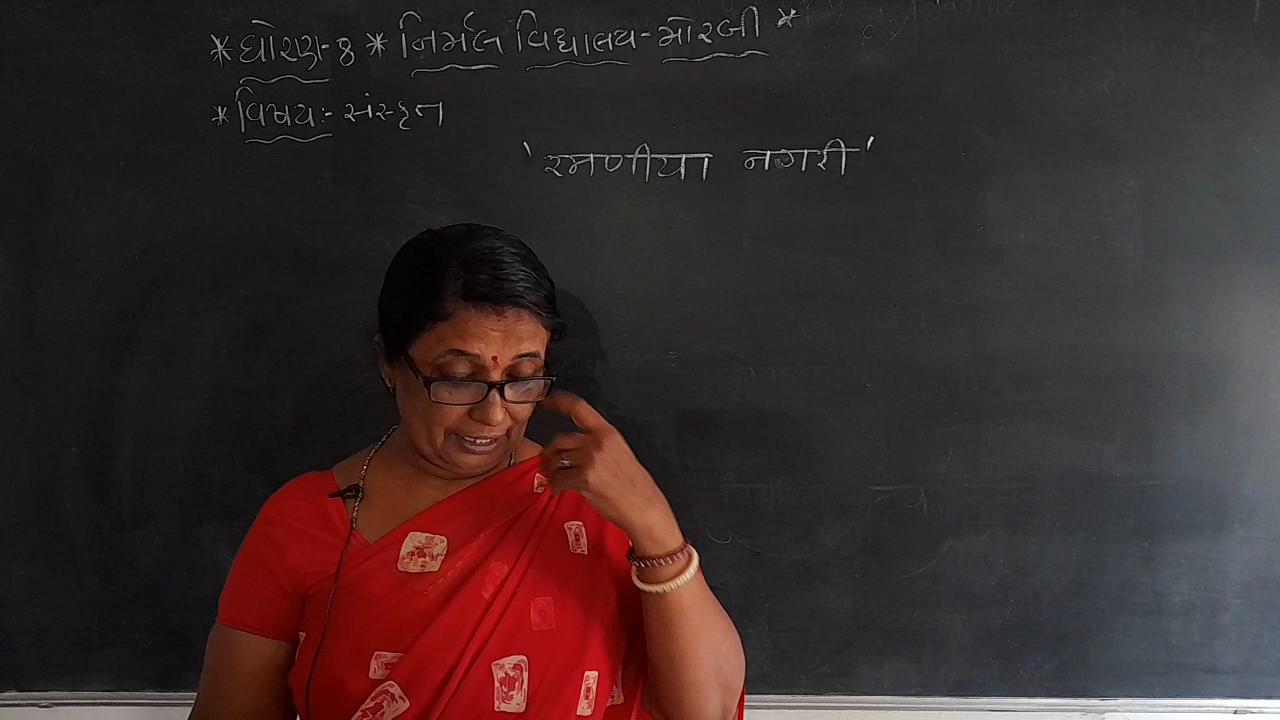 *ધોરણ-8 * નિર્મલ વિદ્યાલય-મોરબી *
*વિષય:- સંસ્કૃત
'रमणीया नगरी'